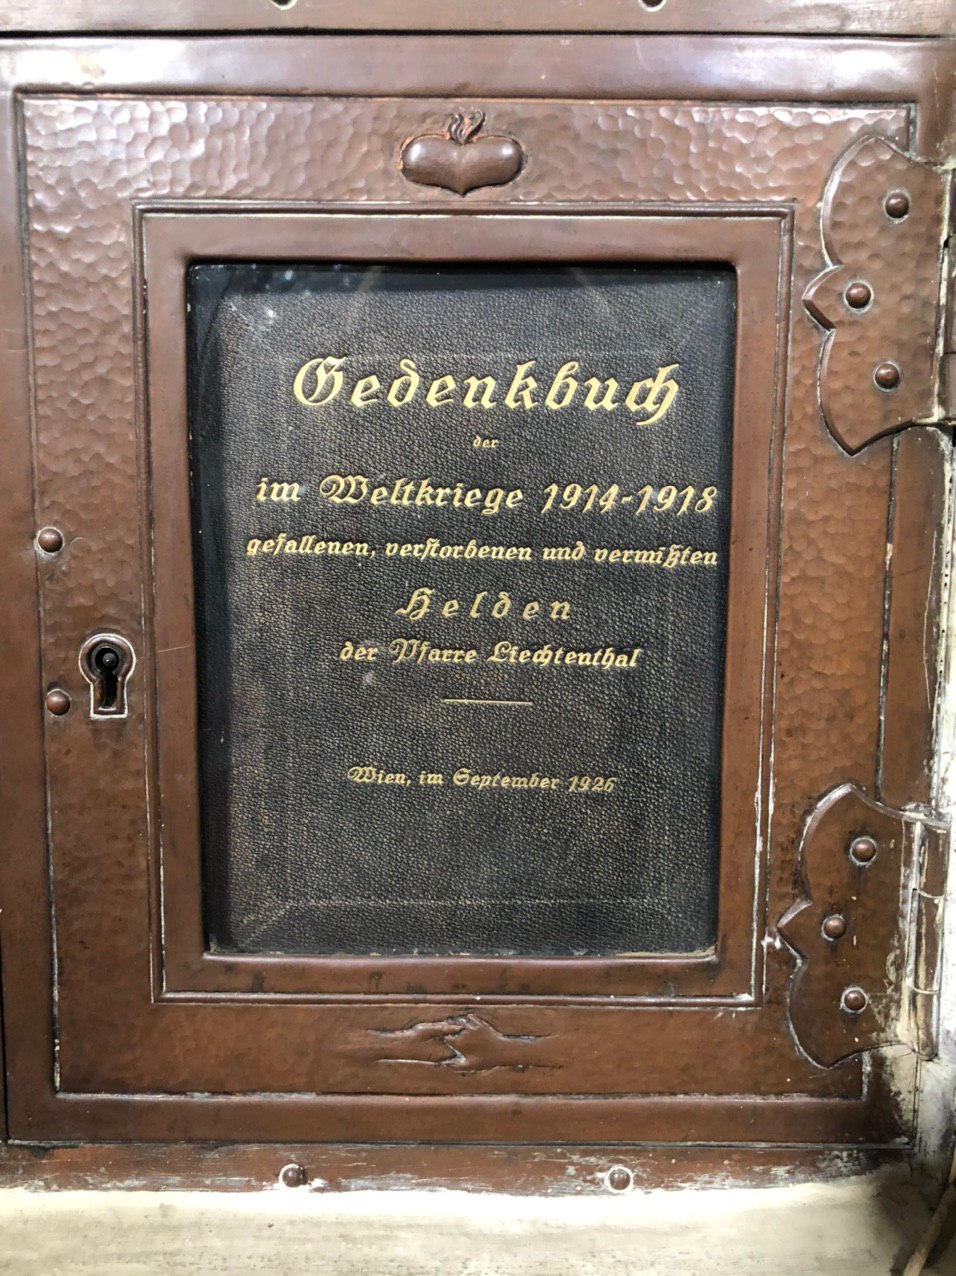 Gedenkbuch
der
im Weltkriege 1914-1918
gefallenen, verstorbenen und vermißten
Helden
der Pfarre Liechtenthal
Wien, im September 1926